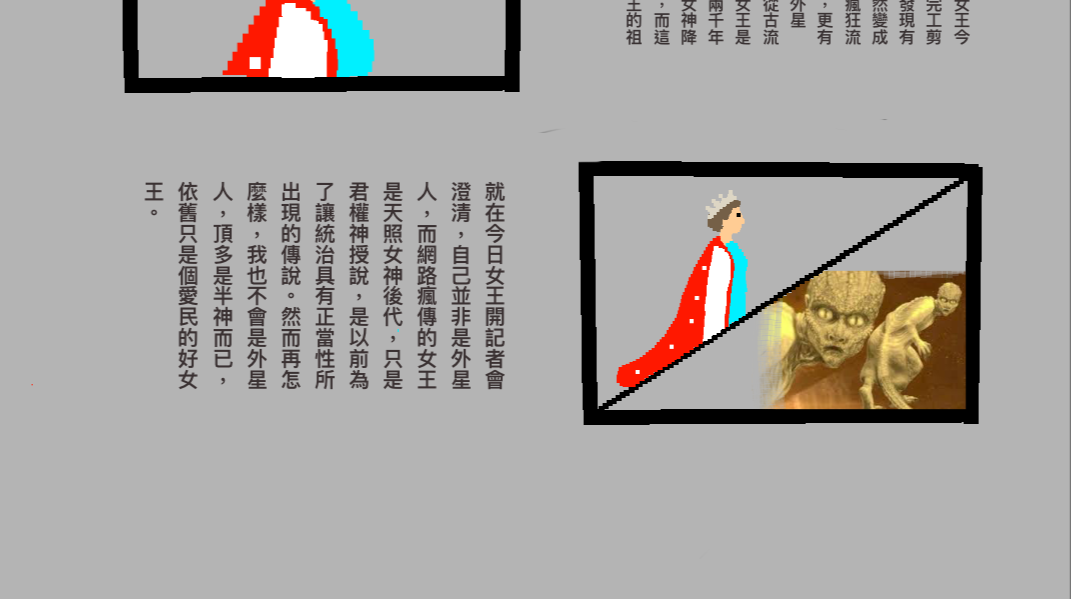 女王今
完工剪
發現有
然變成
瘋狂流
，更有
外星
從古流
女王是
兩千年
女神降
，而這
王的祖
就在今日女王開記者會
澄清，自己並非是外星
人，而網路瘋傳的女王
是天照女神後代，只是
君權神授說，是以前為
了讓統治具有正當性所
出現的傳說。然而再怎
麼樣，我也不會是外星
人，頂多是半神而已，
依舊只是個愛民的好女
王。